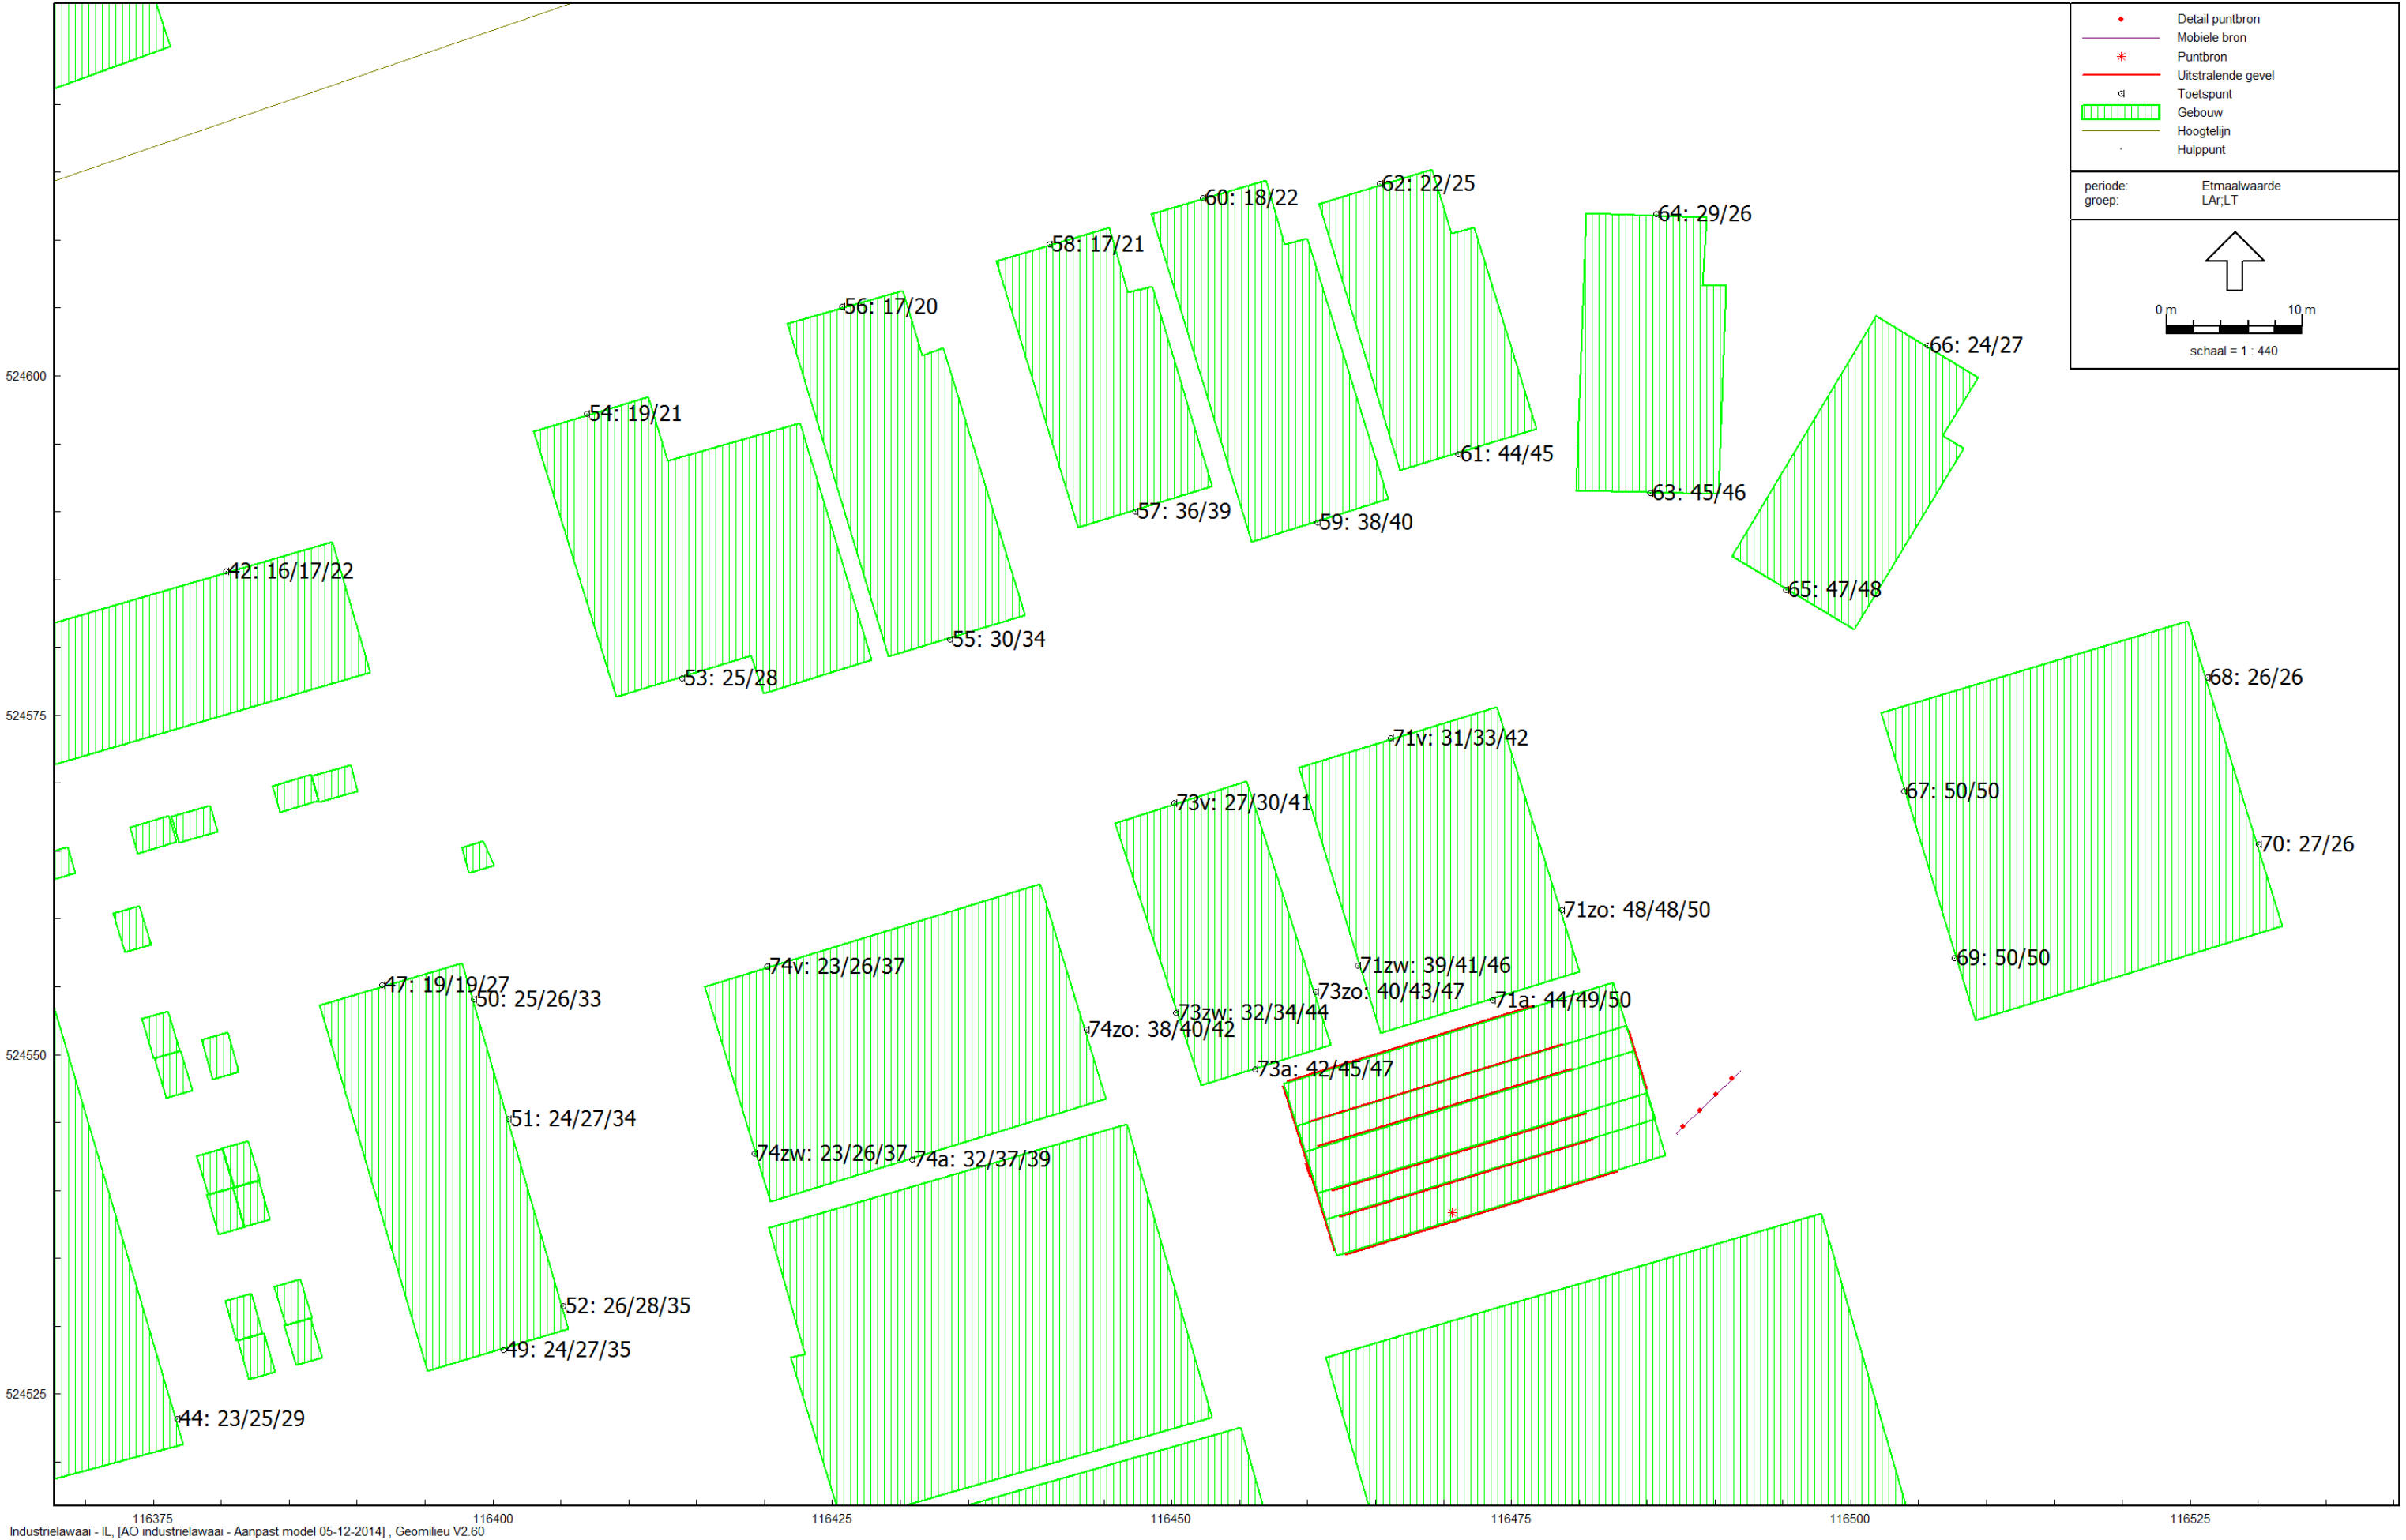 Detail puntbron
Mobiele bron
Puntbron
Uitstralende gevel
Toetspunt
Gebouw
Hoogtelijn
Hulppunt
periode: Etmaalwaarde
groep: LAr;LT
0 m 10 m
schaal = 1 : 440
62: 22/25
60: 18/22
64: 29/26
58: 17/21
56: 17/20
66: 24/27
524600
54: 19/21
61: 44/45
63: 45/46
57: 36/39
59: 38/40
42: 16/17/22
65: 47/48
55: 30/34
53: 25/28
68: 26/26
524575
71v: 31/33/42
67: 50/50
73v: 27/30/41
70: 27/26
71zo: 48/48/50
69: 50/50
74v: 23/26/37
71zw: 39/41/46
47: 19/19/27
73zo: 40/43/47
50: 25/26/33
71a: 44/49/50
73zw: 32/34/44
74zo: 38/40/42
524550
73a: 42/45/47
51: 24/27/34
74zw: 23/26/37
74a: 32/37/39
52: 26/28/35
49: 24/27/35
524525
44: 23/25/29
116375 116400 116425 116450 116475 116500 116525
Industrielawaai - IL, [AO industrielawaai - Aanpast model 05-12-2014] , Geomilieu V2.60